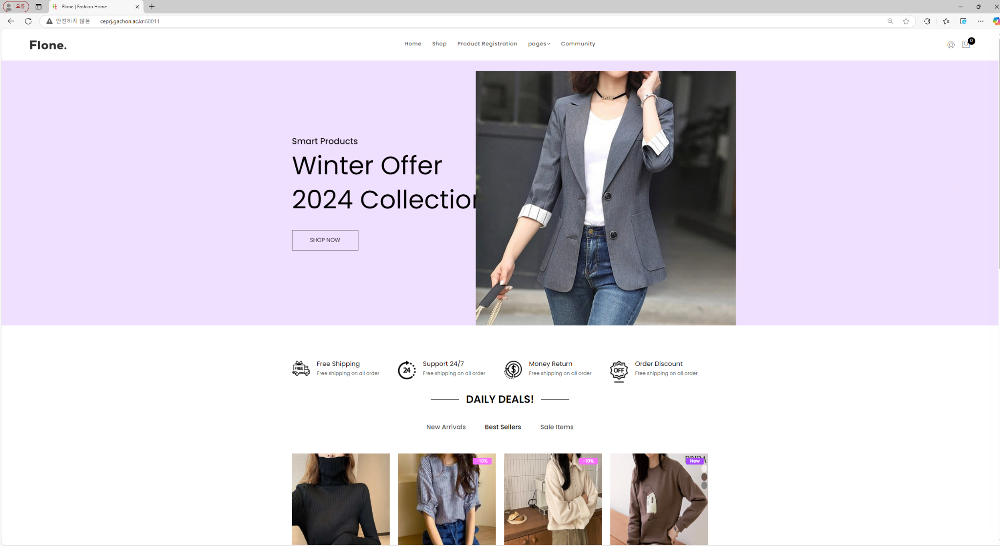 오류
Flone | Fashion Home
안전하지 않음
ceprj.gachon.ac.kr:60011
Flone.
Home
Shop
Product Registration
pages
Community
0
Smart Products
Winter Offer
2024 Collection
SHOP NOW
FREE
Free Shipping
Free shipping on all order
24
Support 24/7
Free shipping on all order
$
Money Return
Free shipping on all order
OFF
Order Discount
Free shipping on all order
DAILY DEALS!
New Arrivals
Best Sellers
Sale Items
-10%
-10%
New